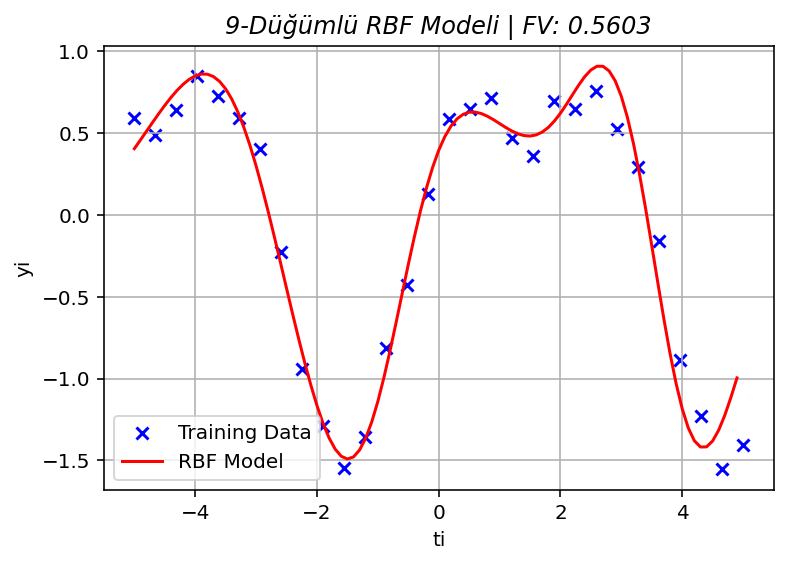 9-Düğümlü RBF Modeli | FV: 0.5603
1.0
0.5
0.0
−0.5
−1.0
−1.5
yi
Training Data
RBF Model
−4
−2
0
2
4
ti